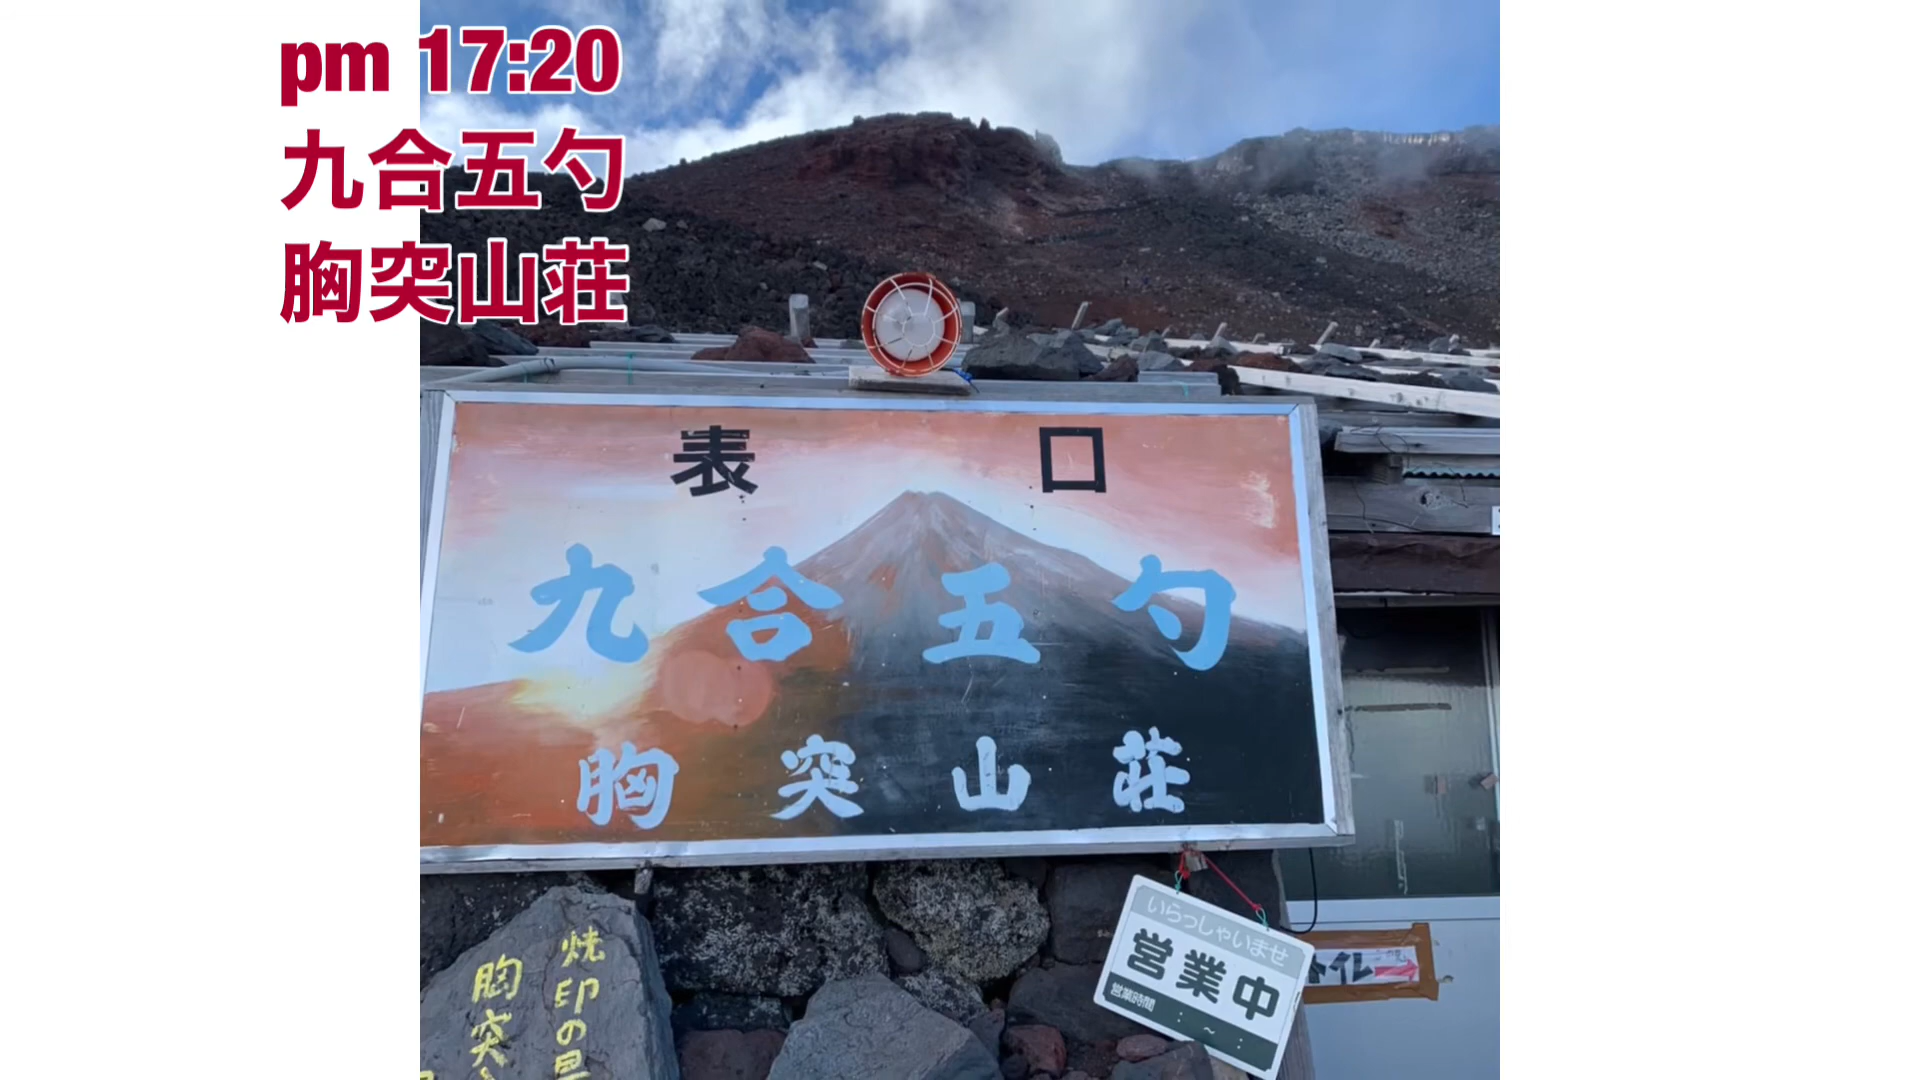 pm 17:20
九合五勺
胸突山荘
表口
九合五勺
胸突山荘
いらっしゃいませ
営業中
営業時間 : ～ :
トイレ
焼印の
胸突